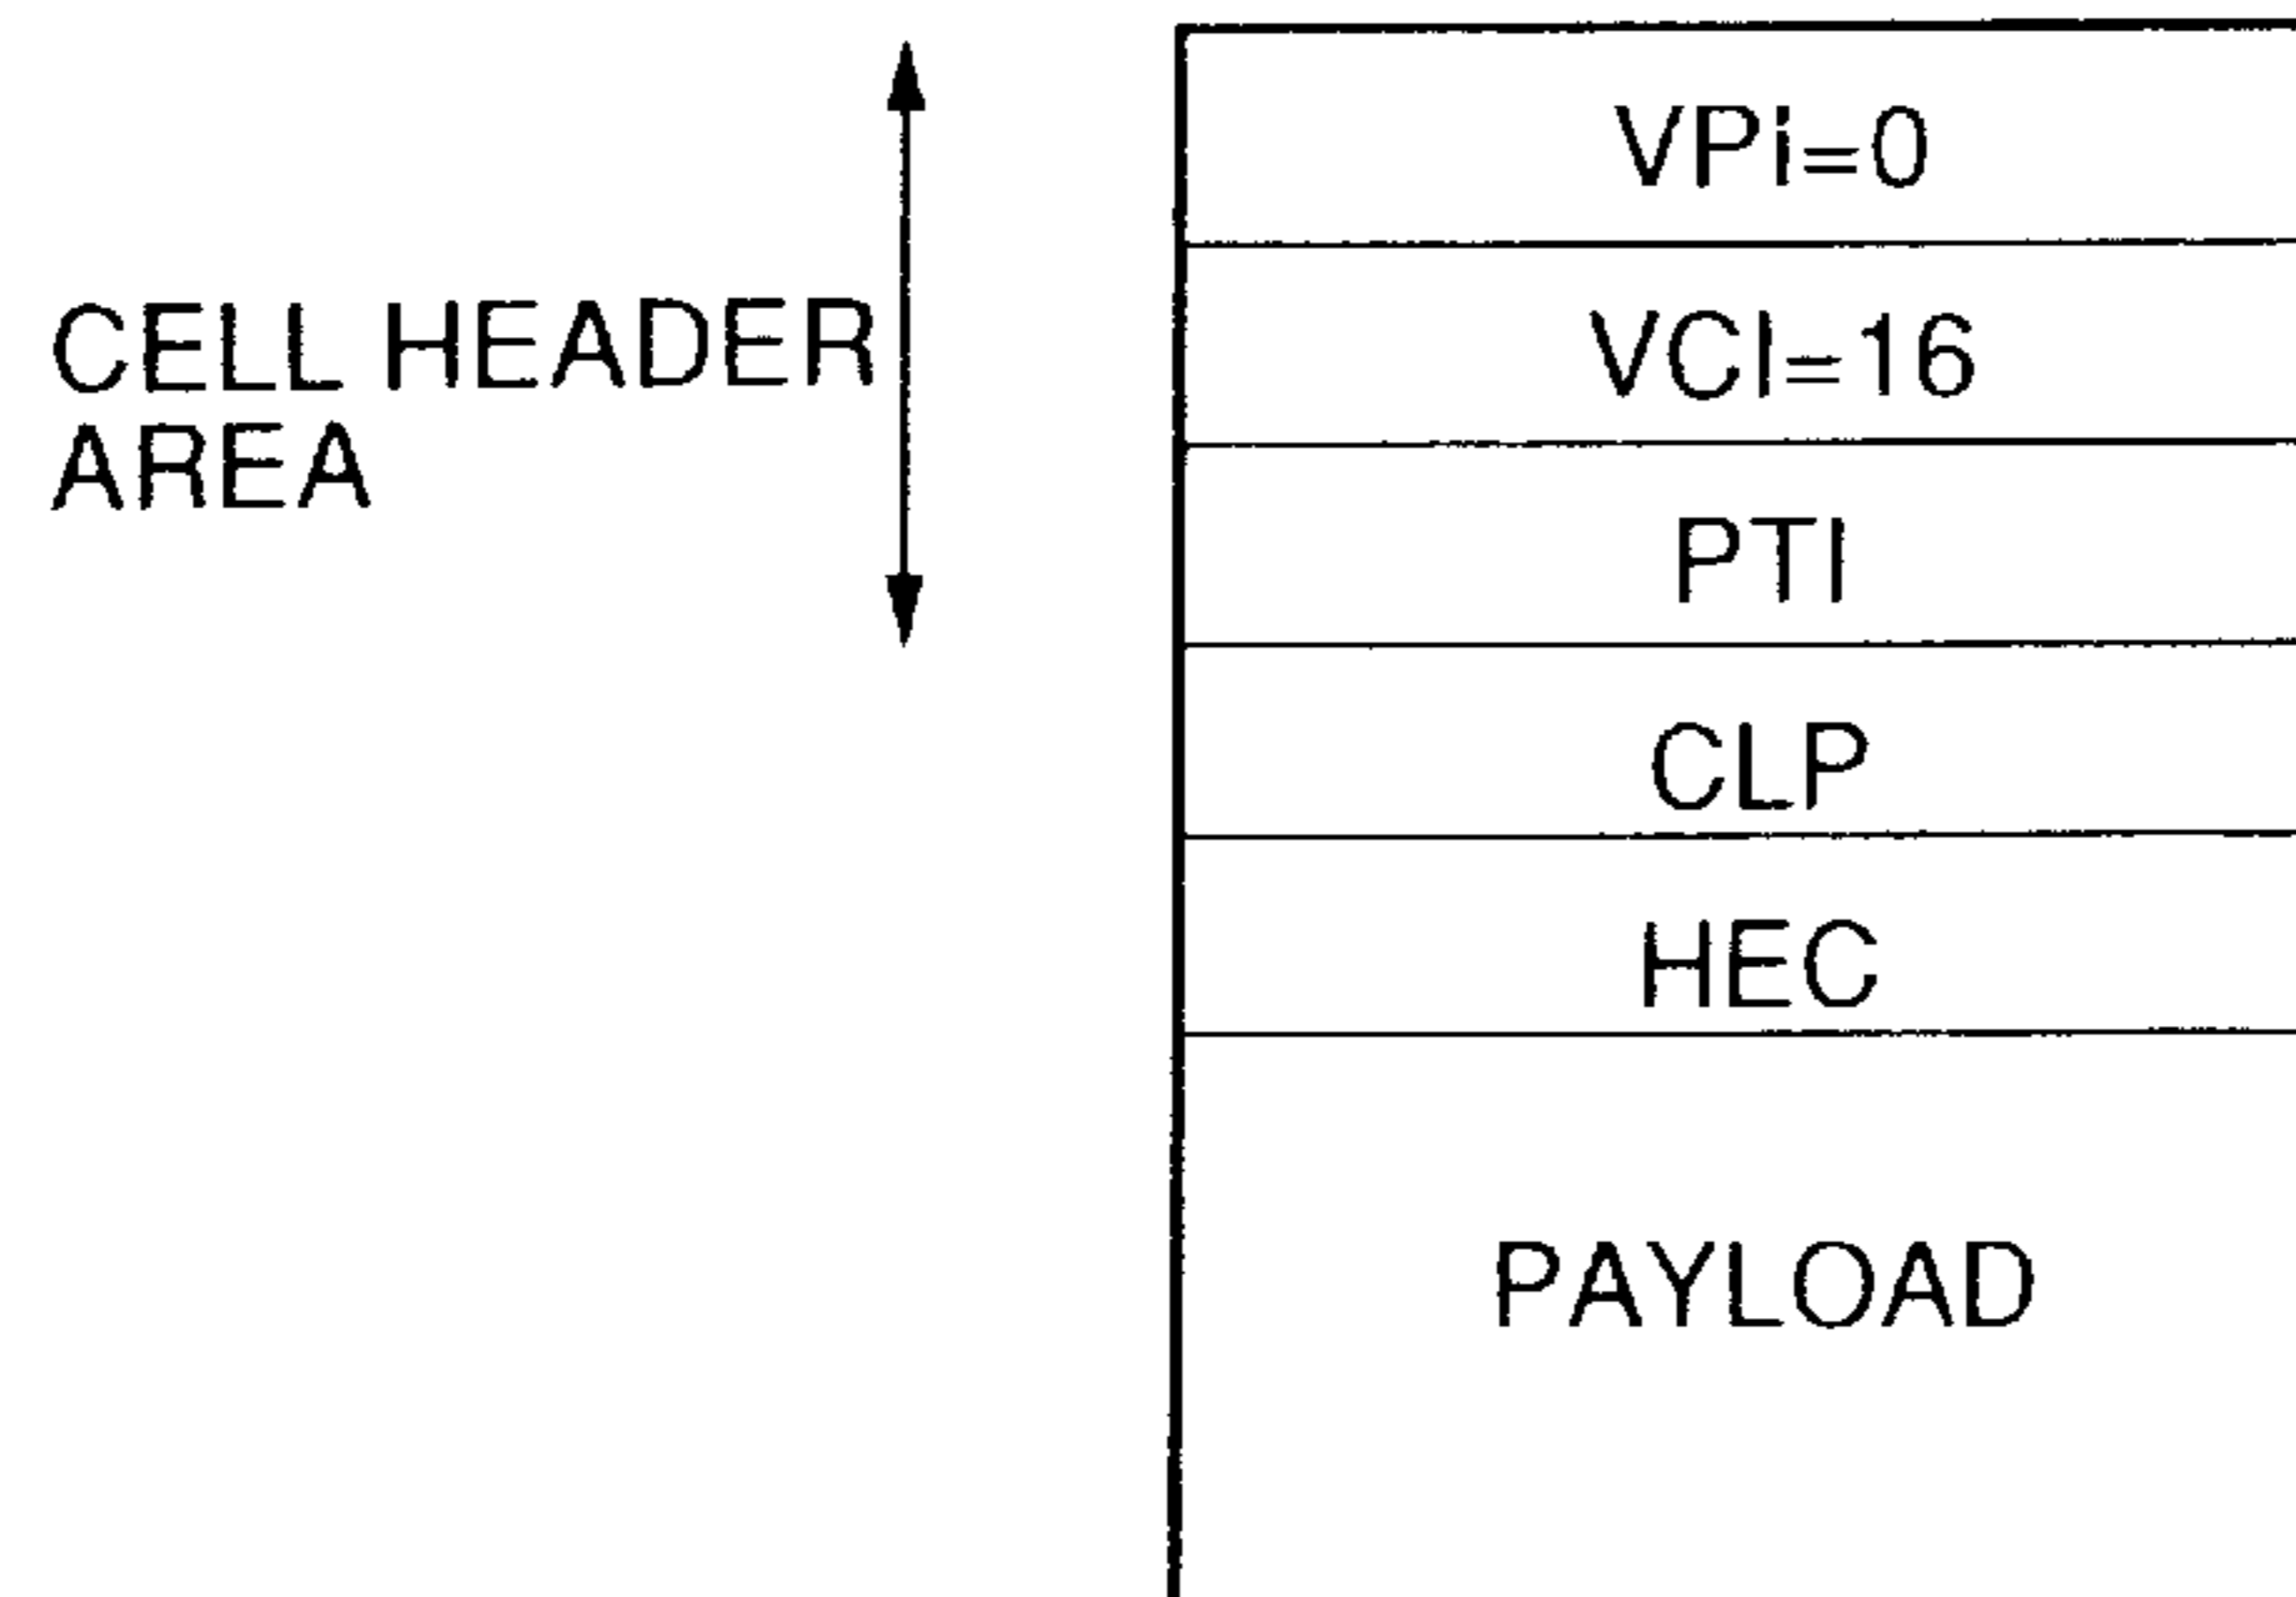 VPi=0
CELL HEADER
AREA
VCI=16
PTI
CLP
HEC
PAYLOAD